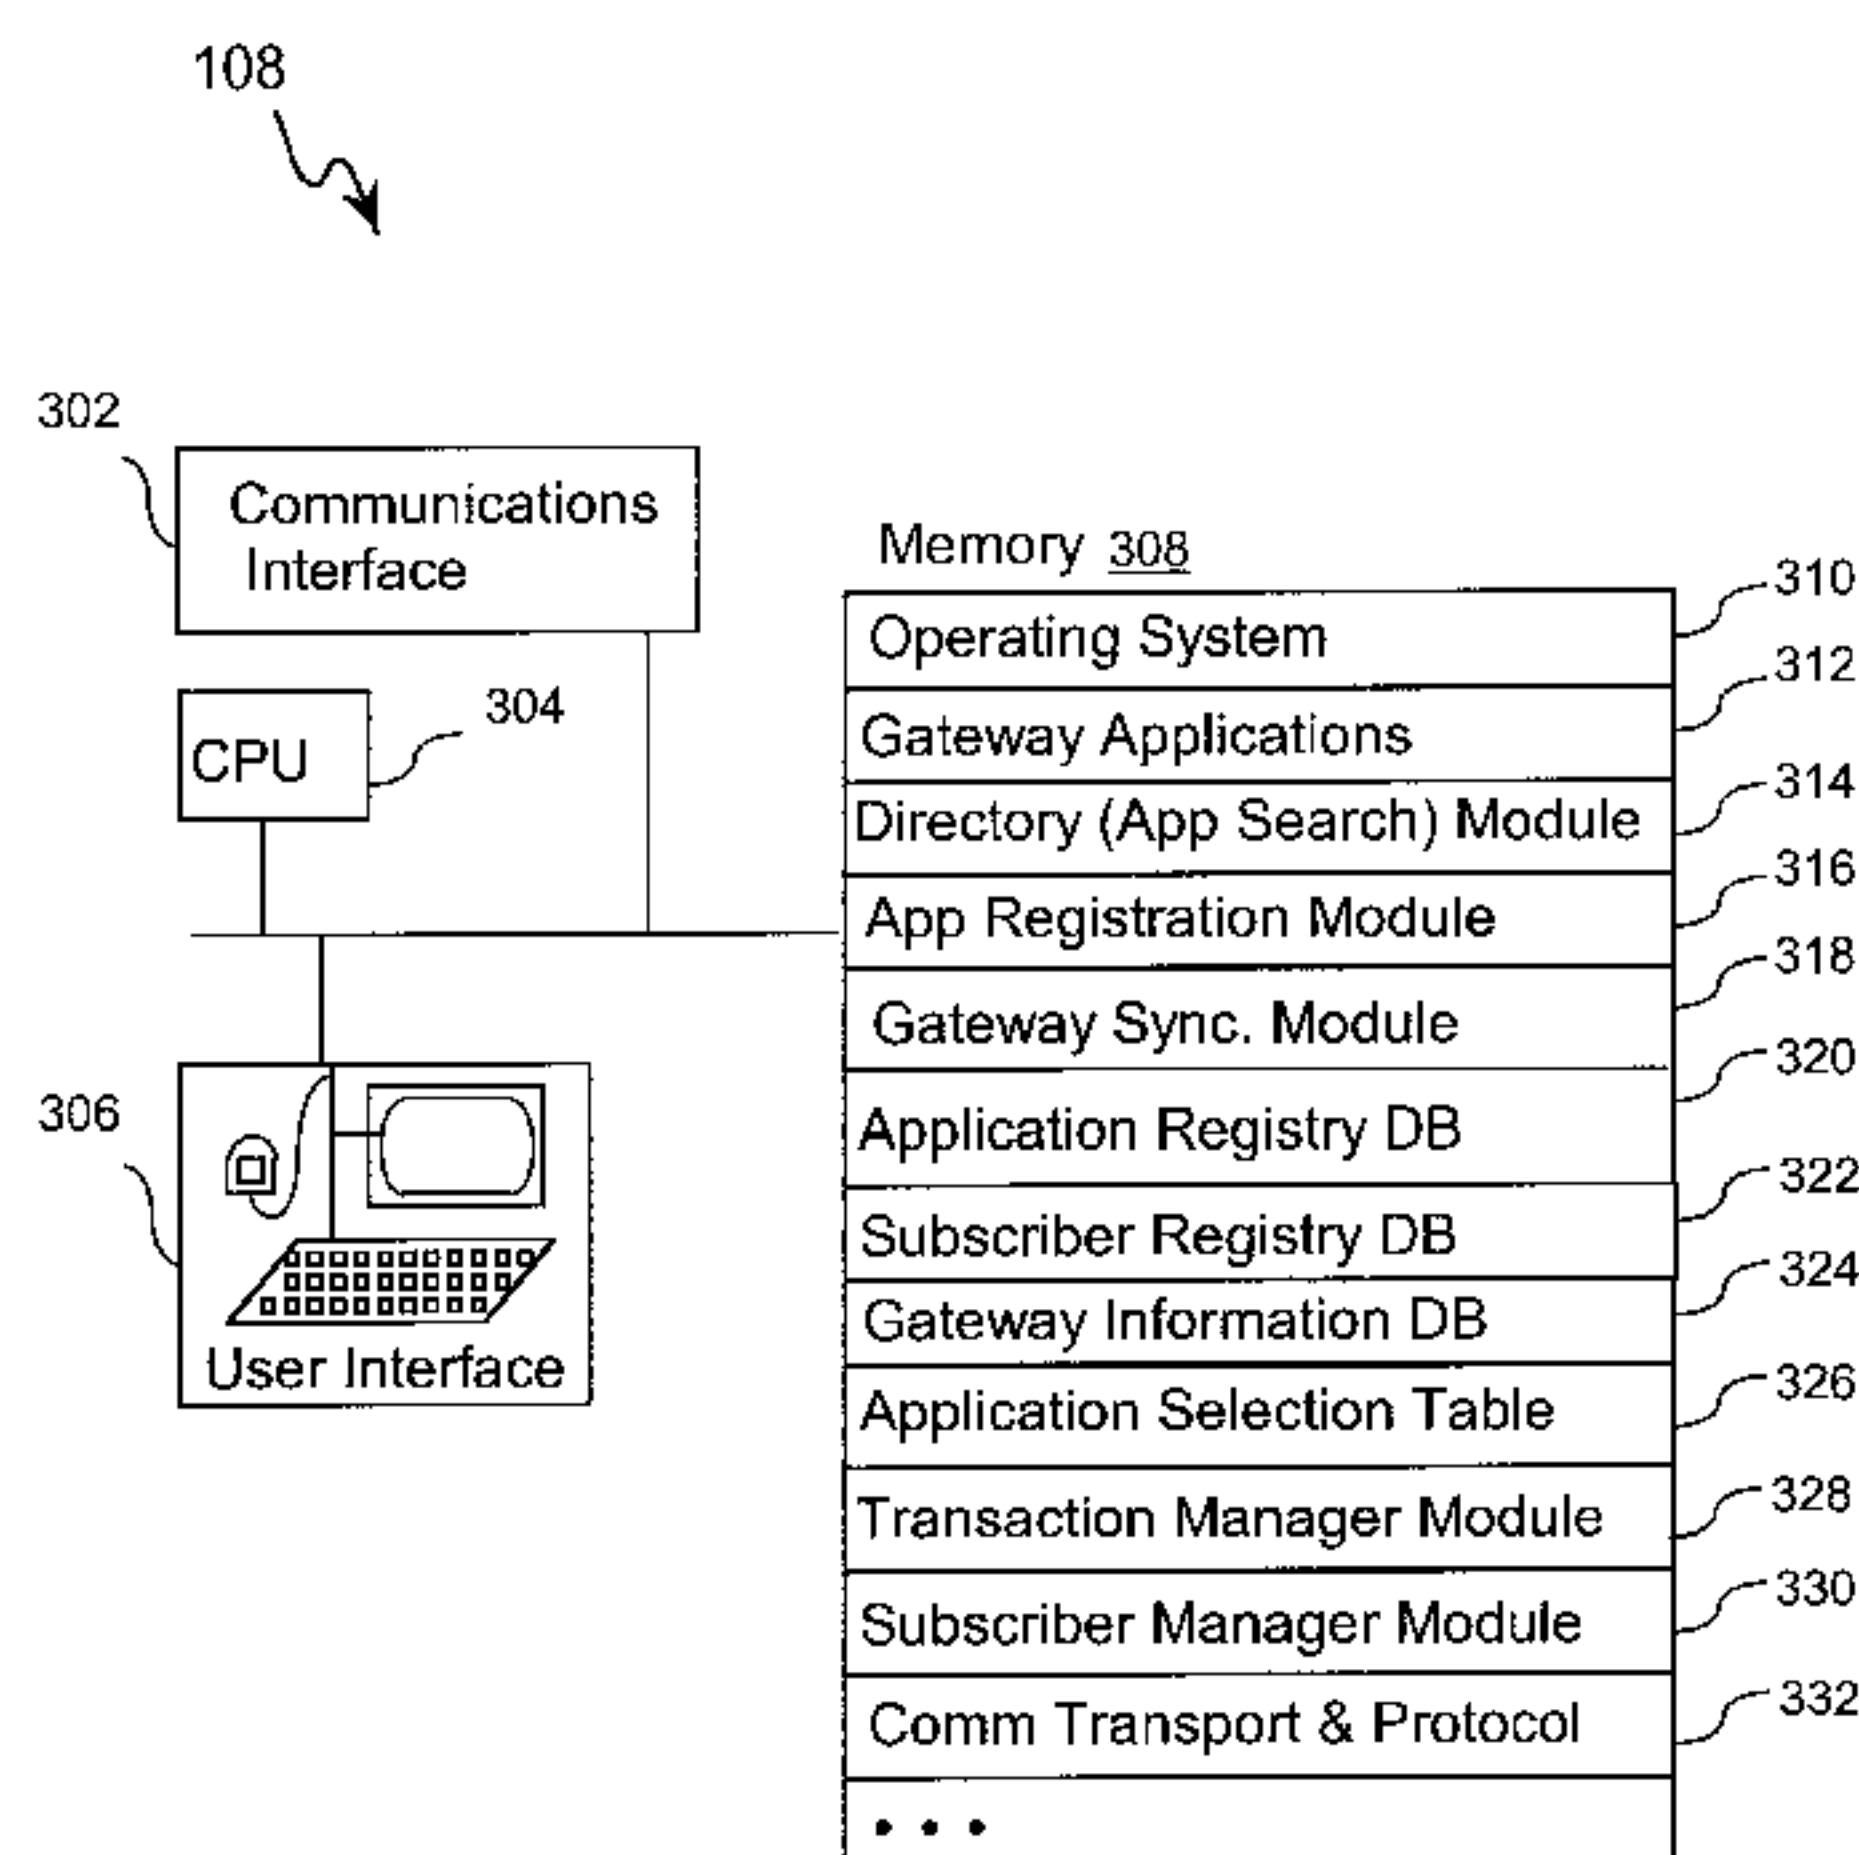 108
302
Communications
Interface
304
CPU
306
User Interface
Memory 308
Operating System 310
Gateway Applications 312
Directory (App Search) Module 314
App Registration Module 316
Gateway Sync. Module 318
Application Registry DB 320
Subscriber Registry DB 322
Gateway Information DB 324
Application Selection Table 326
Transaction Manager Module 328
Subscriber Manager Module 330
Comm Transport & Protocol 332
• • •